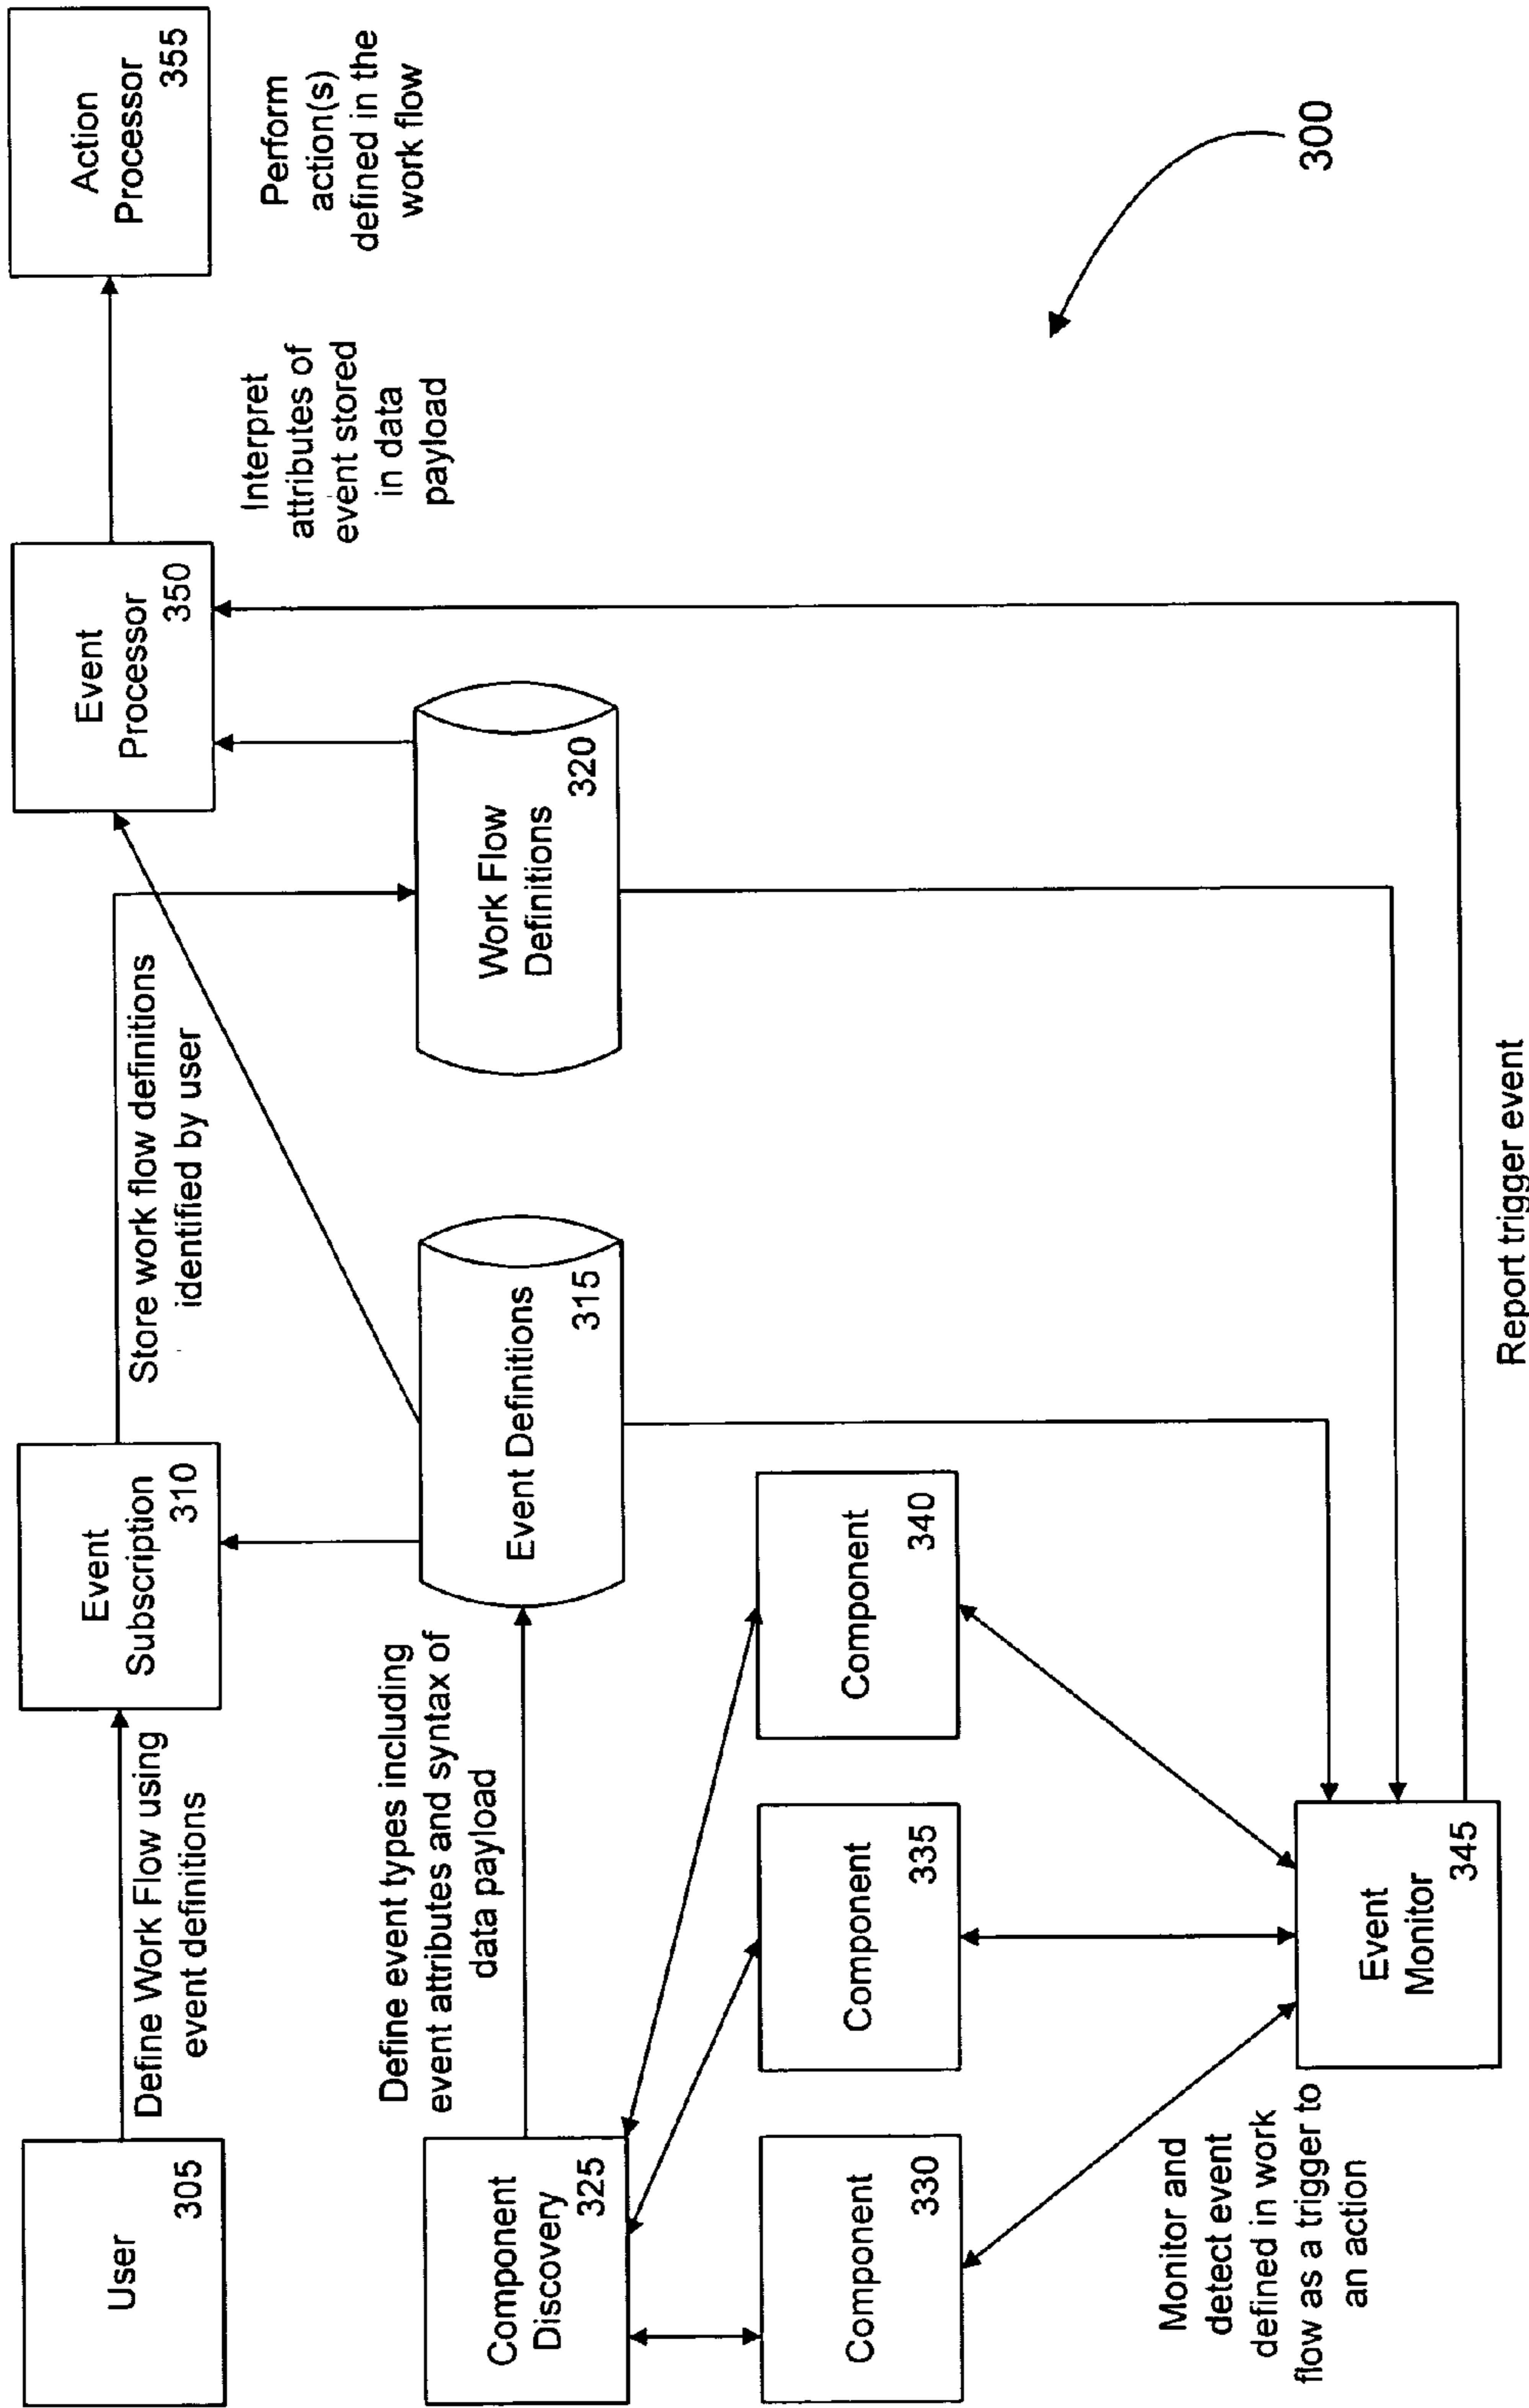 User
305
Define Work Flow using
event definitions
Event
Subscription
310
Store work flow definitions
identified by user
Event
Processor
350
Interpret
attributes of
event stored
in data
payload
Action
Processor
355
Perform
action(s)
defined in the
work flow
Component
Discovery
325
Define event types including
event attributes and syntax of
data payload
Event Definitions
315
Work Flow
Definitions
320
Component
330
Component
335
Component
340
Monitor and
detect event
defined in work
flow as a trigger to
an action
Event
Monitor
345
Report trigger event
300